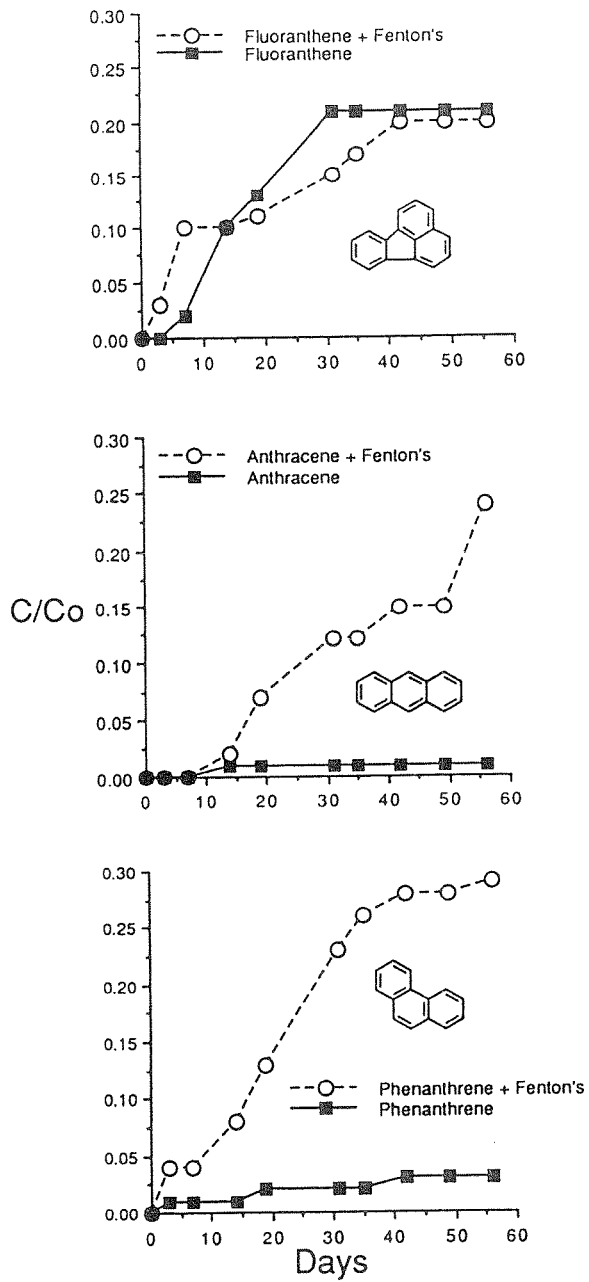 0.30
Fluoranthene + Fenton's
Fluoranthene
0.25
0.20
0.15
0.10
0.05
0.00
0 10 20 30 40 50 60
0.30
Anthracene + Fenton's
Anthracene
0.25
0.20
0.15
C/Co
0.10
0.05
0.00
0 10 20 30 40 50 60
0.30
0.25
0.20
0.15
Phenanthrene + Fenton's
0.10
Phenanthrene
0.05
0.00
0 10 20 30 40 50 60
Days